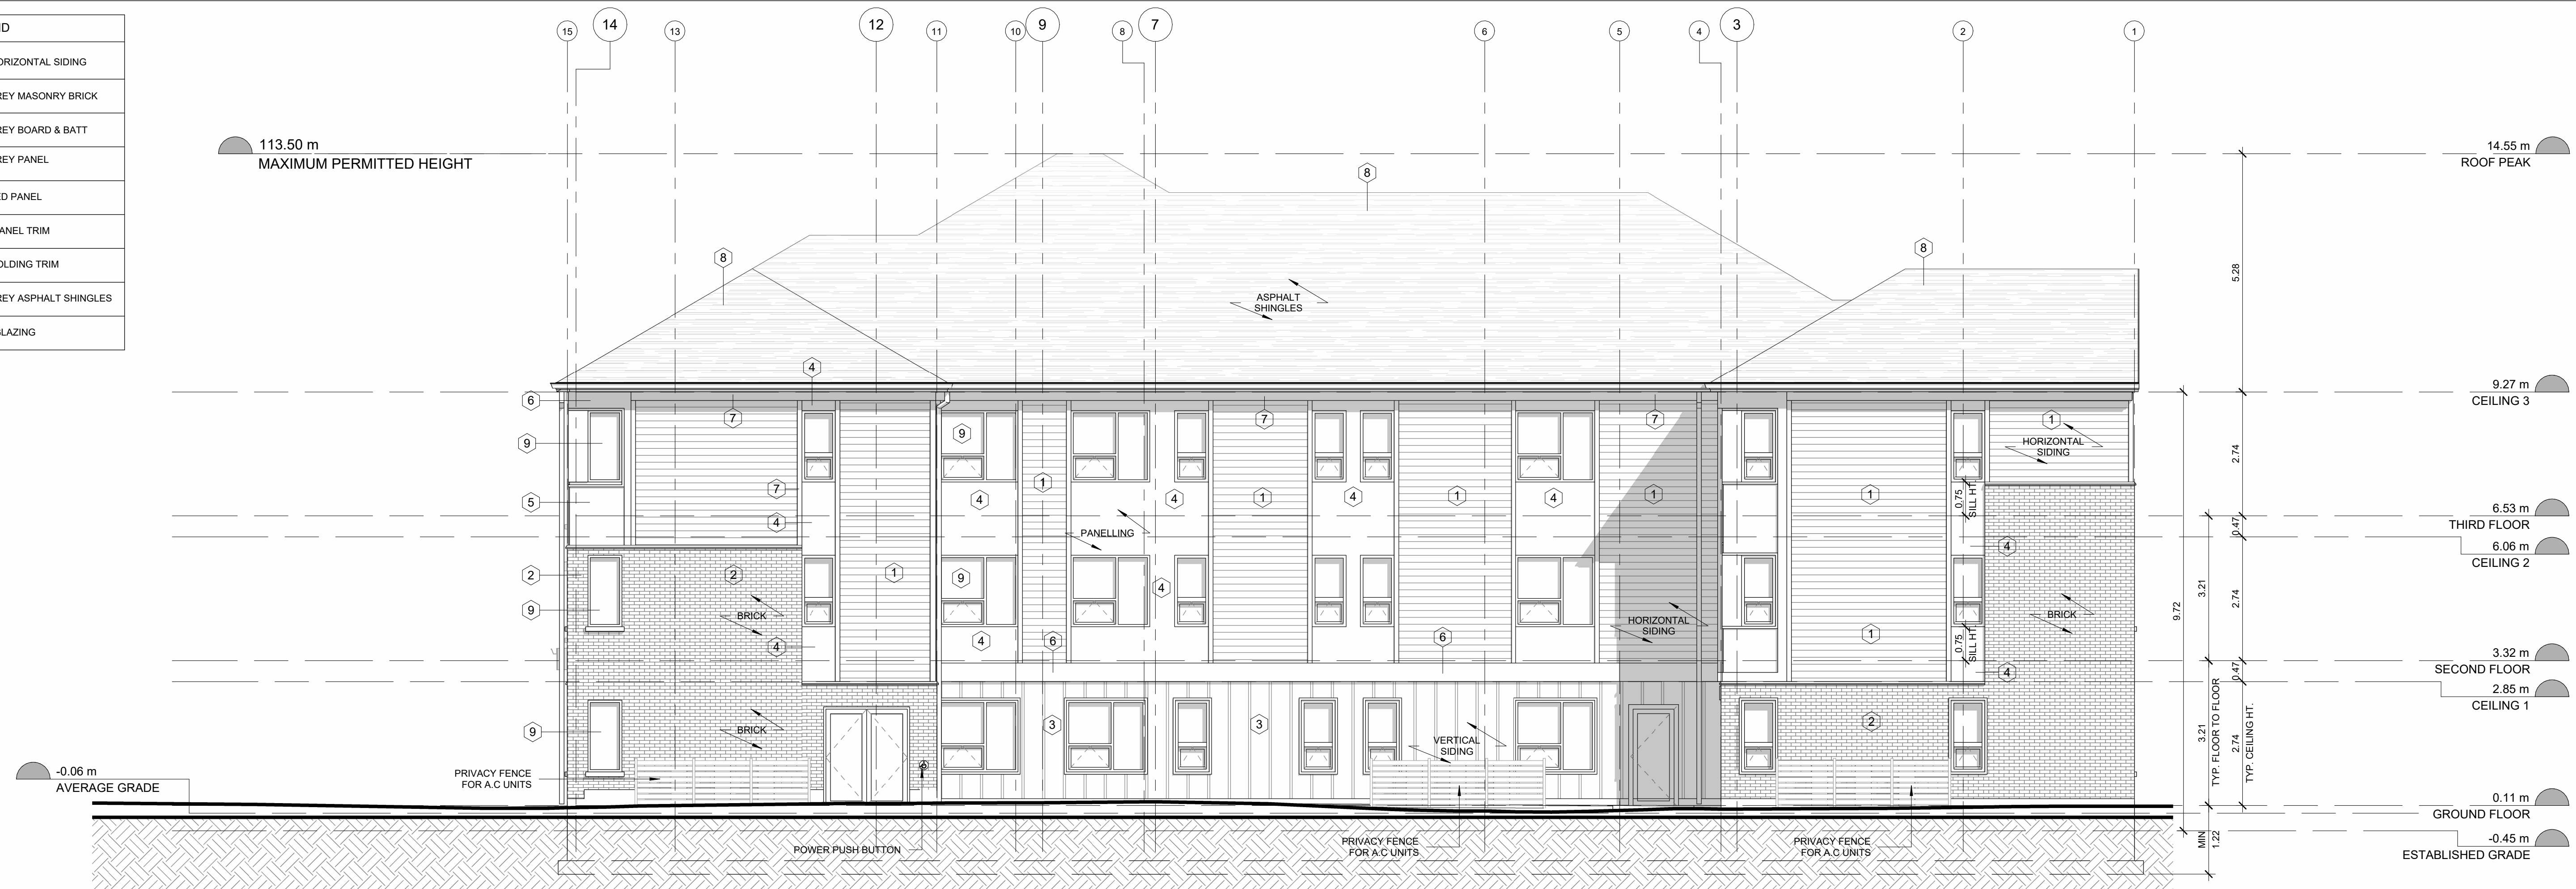 ND
ORIZONTAL SIDING
REY MASONRY BRICK
REY BOARD & BATT
REY PANEL
ED PANEL
ANEL TRIM
OLDING TRIM
REY ASPHALT SHINGLES
GLAZING
15
14
13
12
11
10
9
8
7
6
5
4
3
2
1
113.50 m
MAXIMUM PERMITTED HEIGHT
14.55 m
ROOF PEAK
8
8
8
ASPHALT
SHINGLES
5.28
4
6
7
7
7
9.27 m
CEILING 3
9
9
1
HORIZONTAL
SIDING
2.74
5
7
4
1
4
1
4
1
4
1
1
0.75
SILL HT.
6.53 m
THIRD FLOOR
4
PANELLING
0.47
4
6.06 m
CEILING 2
2
2
1
9
4
9
BRICK
HORIZONTAL
SIDING
BRICK
9.72
3.21
2.74
4
4
6
6
1
0.75
SILL HT.
3.32 m
SECOND FLOOR
4
0.47
2.85 m
CEILING 1
9
BRICK
3
3
VERTICAL
SIDING
2
3.21
TYP. FLOOR TO FLOOR
2.74
TYP. CEILING HT.
-0.06 m
AVERAGE GRADE
PRIVACY FENCE
FOR A.C UNITS
0.11 m
GROUND FLOOR
POWER PUSH BUTTON
PRIVACY FENCE
FOR A.C UNITS
PRIVACY FENCE
FOR A.C UNITS
MIN
1.22
-0.45 m
ESTABLISHED GRADE